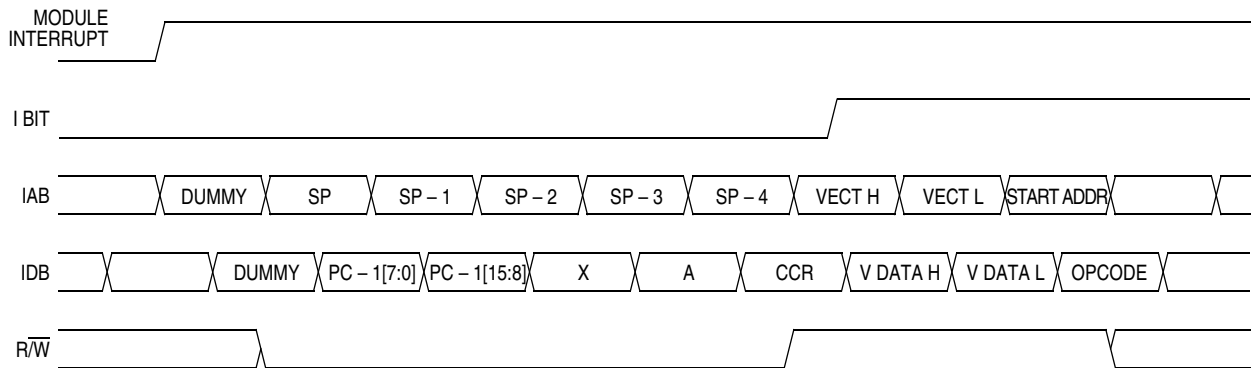 MODULE
INTERRUPT
I BIT
IAB DUMMY SP SP – 1 SP – 2 SP – 3 SP – 4 VECT H VECT L START ADDR
IDB DUMMY PC – 1[7:0] PC – 1[15:8] X A CCR V DATA H V DATA L OPCODE
R/W̅